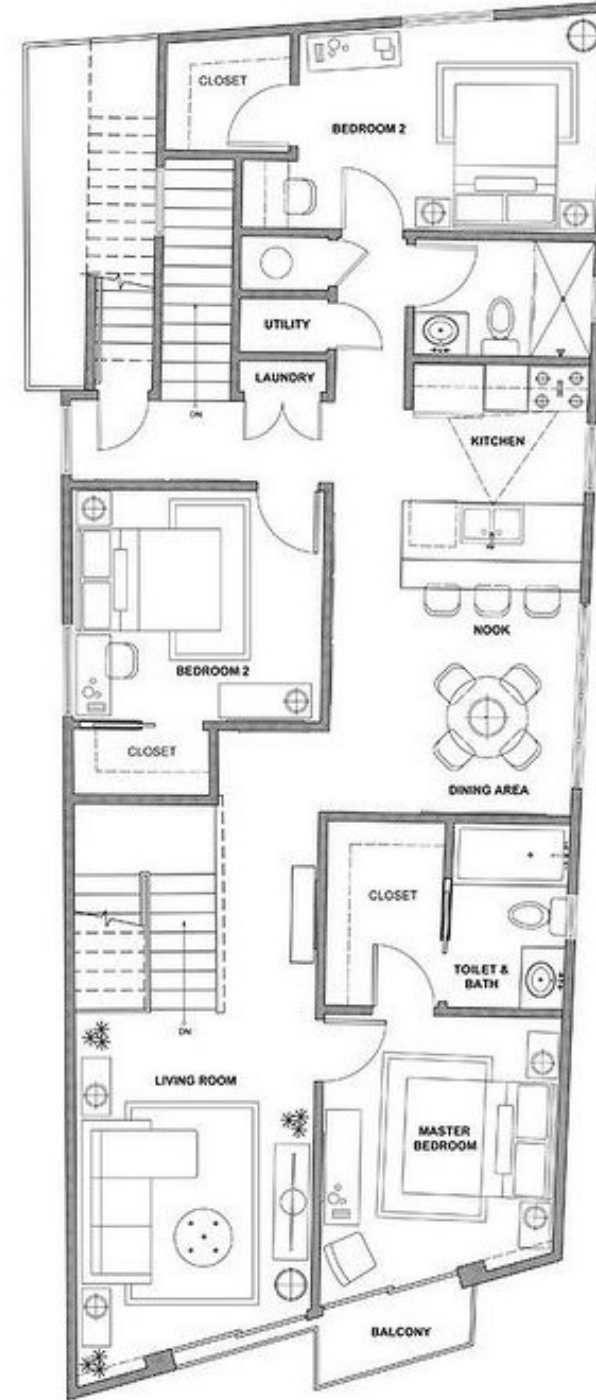 CLOSET
BEDROOM 2
UTILITY
LAUNDRY
DN
KITCHEN
NOOK
BEDROOM 2
CLOSET
DINING AREA
CLOSET
TOILET &
BATH
DN
LIVING ROOM
MASTER
BEDROOM
BALCONY